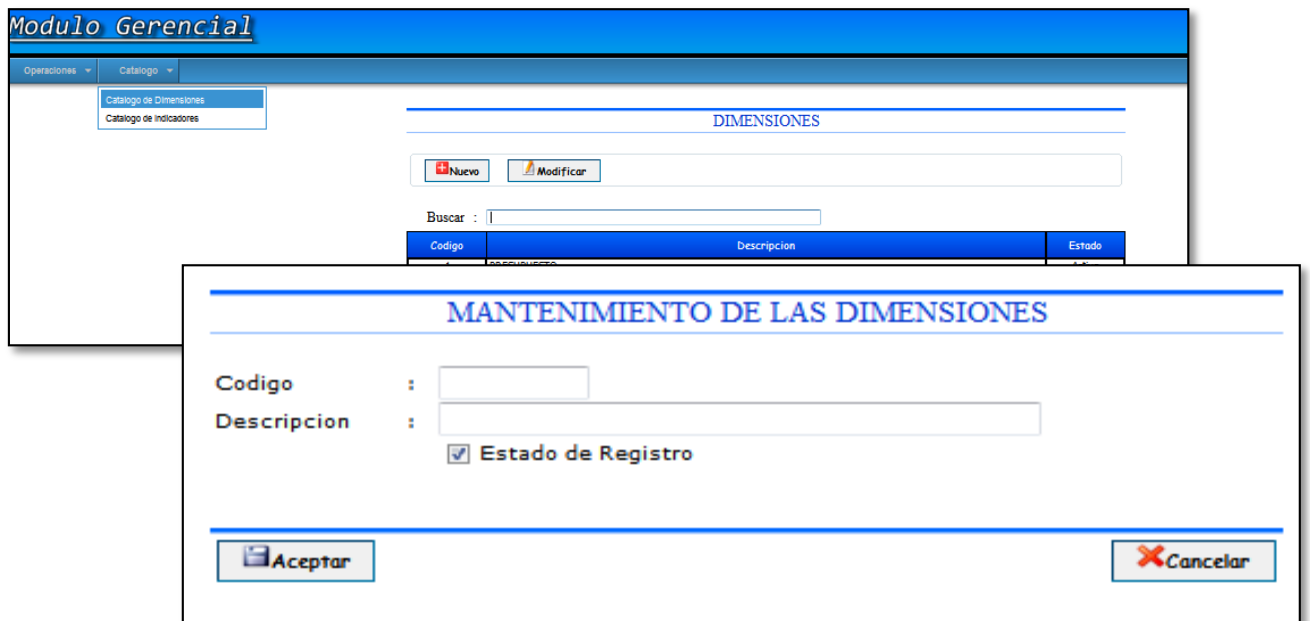 Modulo Gerencial
Operaciones Catalogo
Catalogo de Dimensiones
Catalogo de Indicadores
DIMENSIONES
Nuevo Modificar
Buscar :
Codigo Descripcion Estado
MANTENIMIENTO DE LAS DIMENSIONES
Codigo :
Descripcion :
Estado de Registro
Aceptar Cancelar